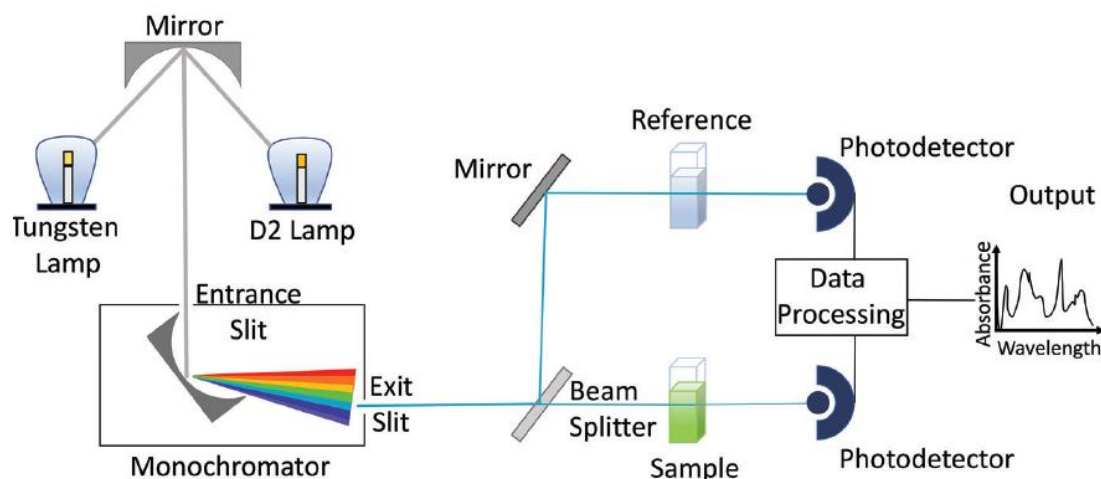 Mirror
Tungsten
Lamp
D2 Lamp
Entrance
Slit
Exit
Slit
Monochromator
Mirror
Beam
Splitter
Reference
Sample
Photodetector
Data
Processing
Photodetector
Output
Absorbance
Wavelength